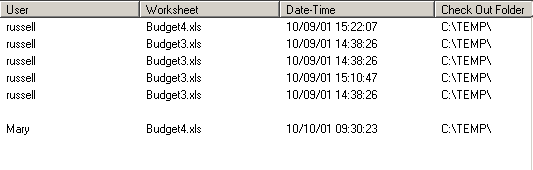 User Worksheet Date-Time Check Out Folder
russell Budget4.xls 10/09/01 15:22:07 C:\TEMP\
russell Budget3.xls 10/09/01 14:38:26 C:\TEMP\
russell Budget3.xls 10/09/01 14:38:26 C:\TEMP\
russell Budget3.xls 10/09/01 15:10:47 C:\TEMP\
russell Budget3.xls 10/09/01 14:38:26 C:\TEMP\
Mary Budget4.xls 10/10/01 09:30:23 C:\TEMP\